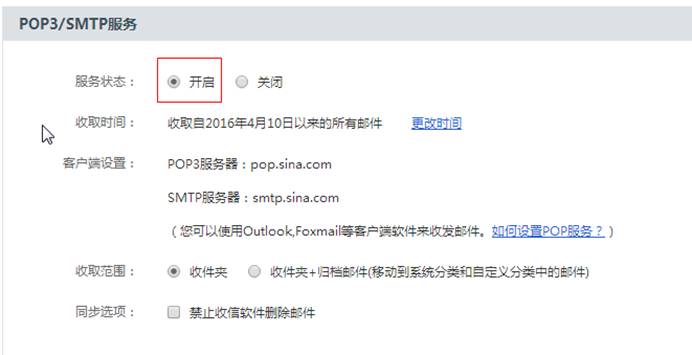 POP3/SMTP服务
服务状态： 开启 关闭
收取时间： 收取自2016年4月10日以来的所有邮件 更改时间
客户端设置： POP3服务器：pop.sina.com
SMTP服务器：smtp.sina.com
（您可以使用Outlook,Foxmail等客户端软件来收发邮件。如何设置POP服务？）
收取范围： 收件夹 收件夹+归档邮件(移动到系统分类和自定义分类中的邮件)
同步选项： 禁止收信软件删除邮件